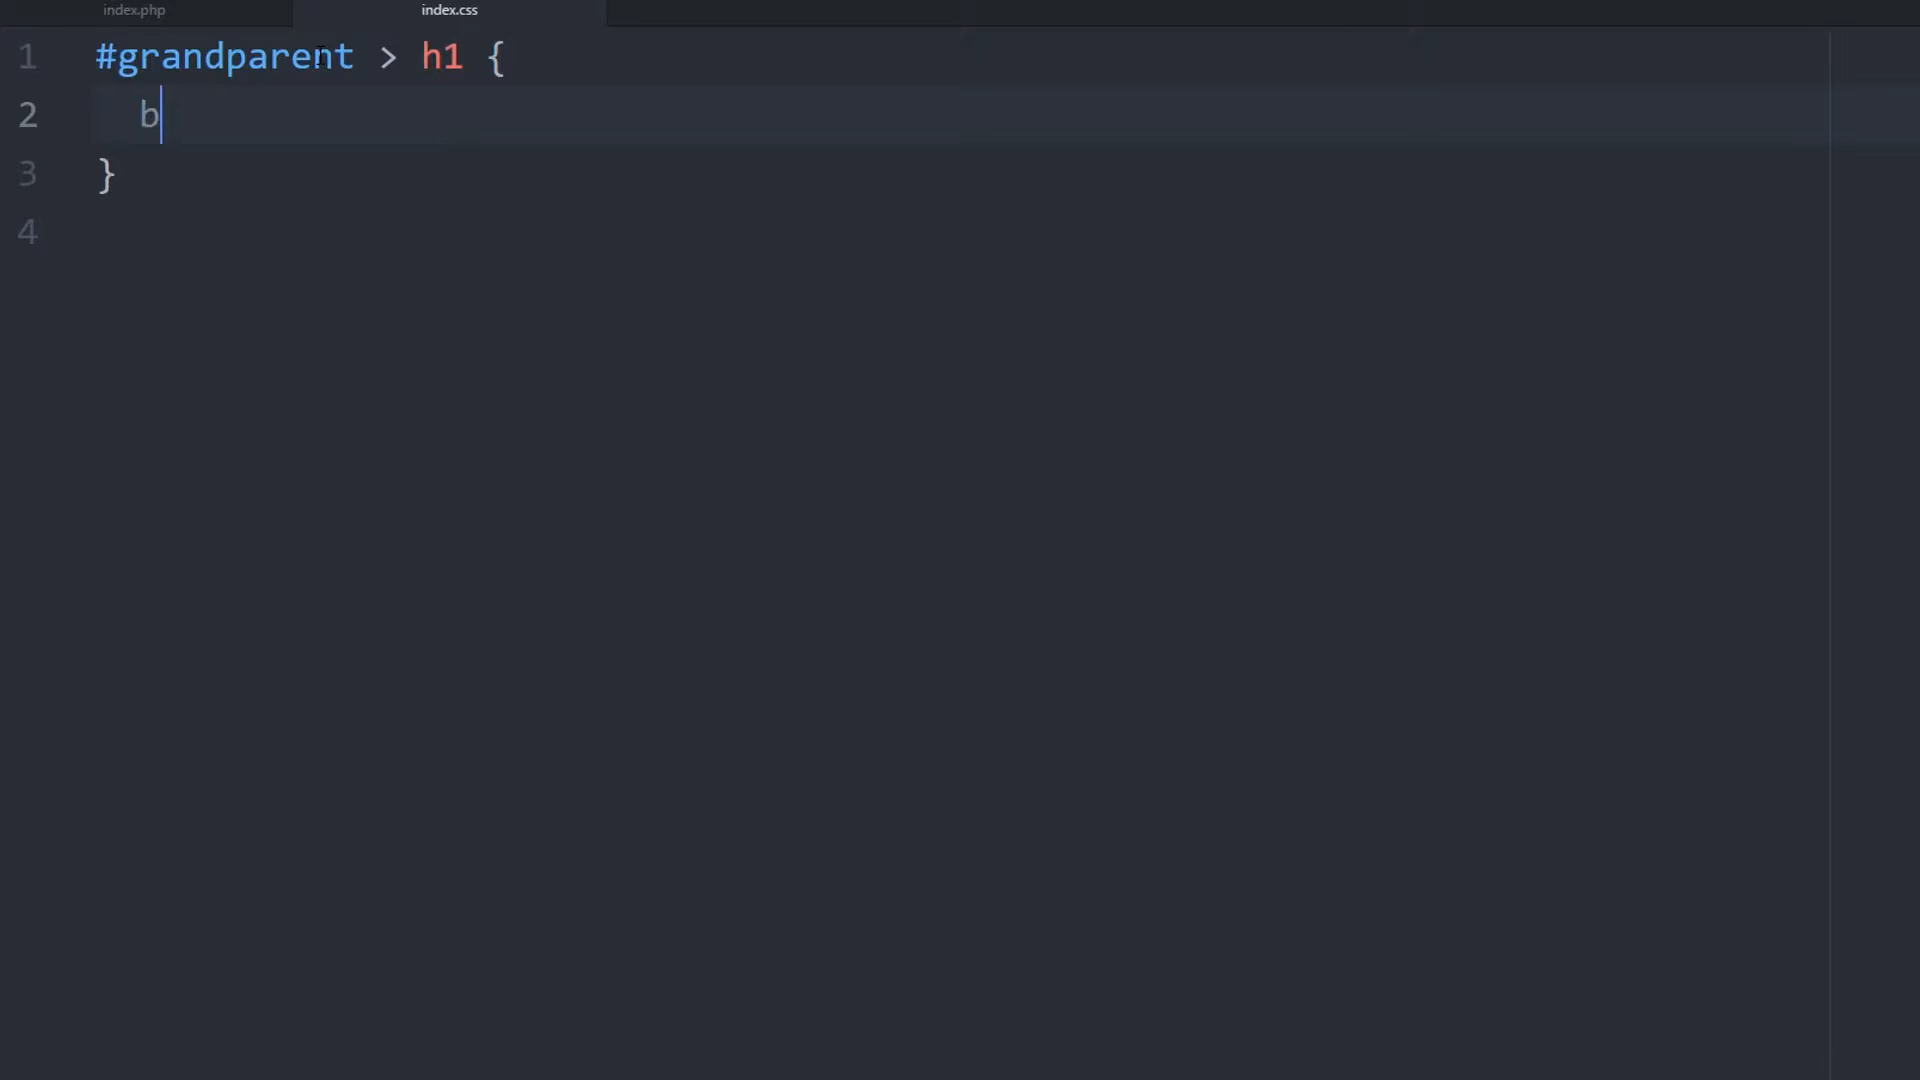 index.php index.css
1 #grandparent > h1 {
2 b
3 }
4